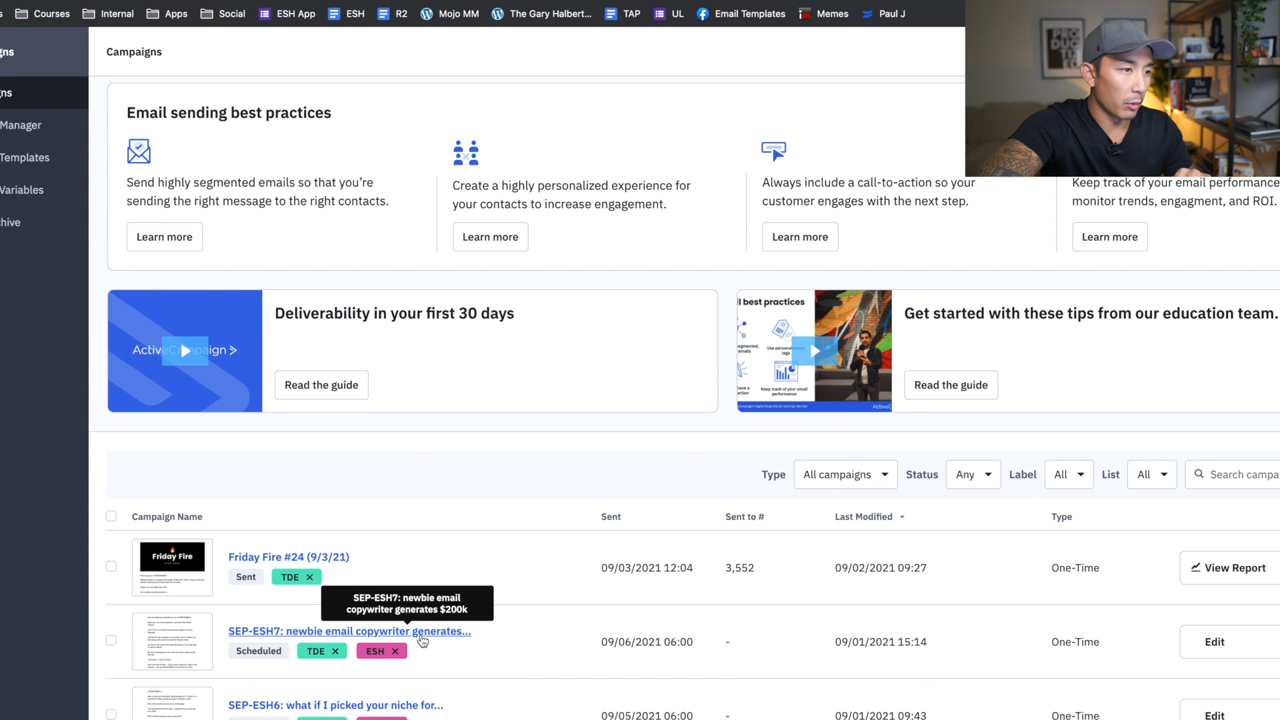 Courses
Internal
Apps
Social
ESH App
ESH
R2
Mojo MM
The Gary Halbert...
TAP
UL
Email Templates
Memes
Paul J
Campaigns
Manager
Templates
Variables
Email sending best practices
Send highly segmented emails so that you're
sending the right message to the right contacts.
Learn more
Create a highly personalized experience for
your contacts to increase engagement.
Learn more
Always include a call-to-action so your
customer engages with the next step.
Learn more
Keep track of your email performance
monitor trends, engagment, and ROI.
Learn more
Deliverability in your first 30 days
Read the guide
Get started with these tips from our education team.
Read the guide
Type
All campaigns
Status
Any
Label
All
List
All
Search campa
Campaign Name
Sent
Sent to #
Last Modified
Type
Friday Fire
Friday Fire #24 (9/3/21)
Sent
TDE
09/03/2021 12:04
3,552
One-Time
View Report
SEP-ESH7: newbie email
copywriter generates $200k
SEP-ESH7: newbie email copywriter generates...
Scheduled
TDE
ESH
09/06/2021 06:00
-
09/01/2021 15:14
One-Time
Edit
SEP-ESH6: what if I picked your niche for...
09/05/2021 06:00
-
09/01/2021 09:43
One-Time
Edit